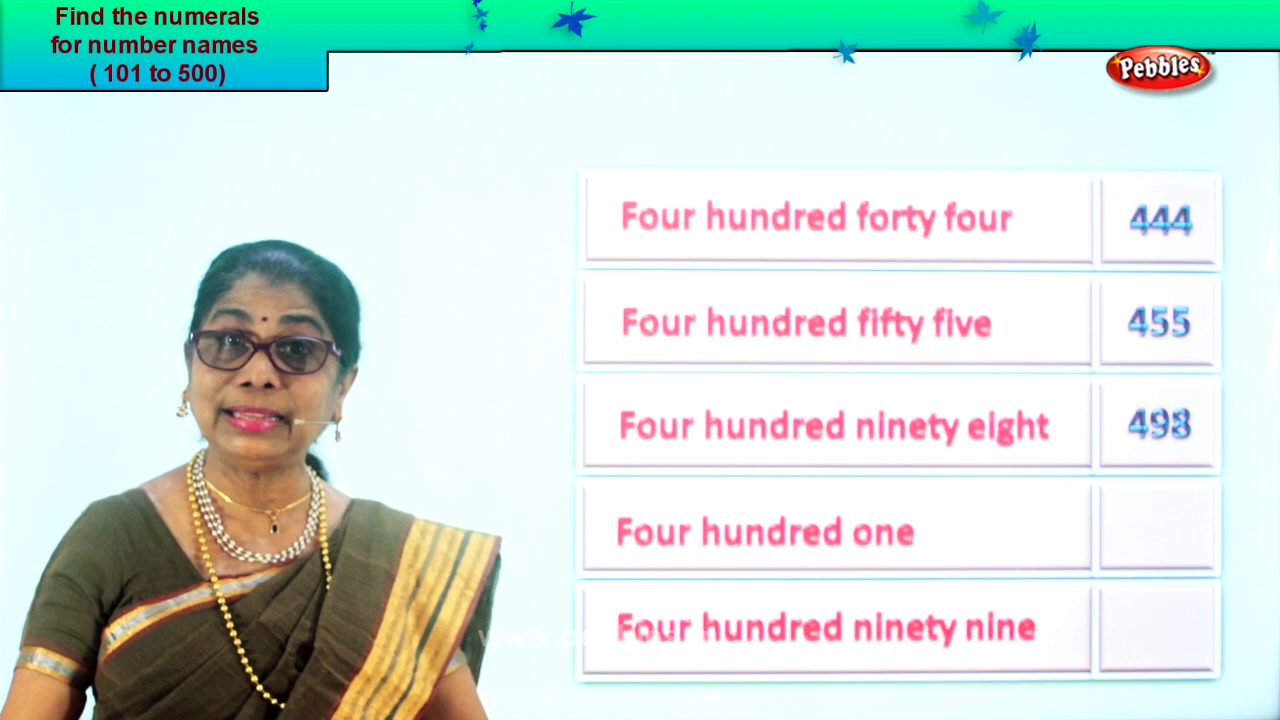 Find the numerals
for number names
( 101 to 500)
Pebbles
Four hundred forty four 444
Four hundred fifty five 455
Four hundred ninety eight 498
Four hundred one
Four hundred ninety nine